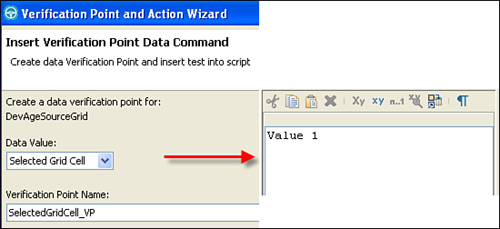 Verification Point and Action Wizard
Insert Verification Point Data Command
Create data Verification Point and insert test into script
Create a data verification point for:
DevAgeSourceGrid
Data Value:
Selected Grid Cell
Verification Point Name:
SelectedGridCell_VP
Xy xy n..1 ¶
Value 1